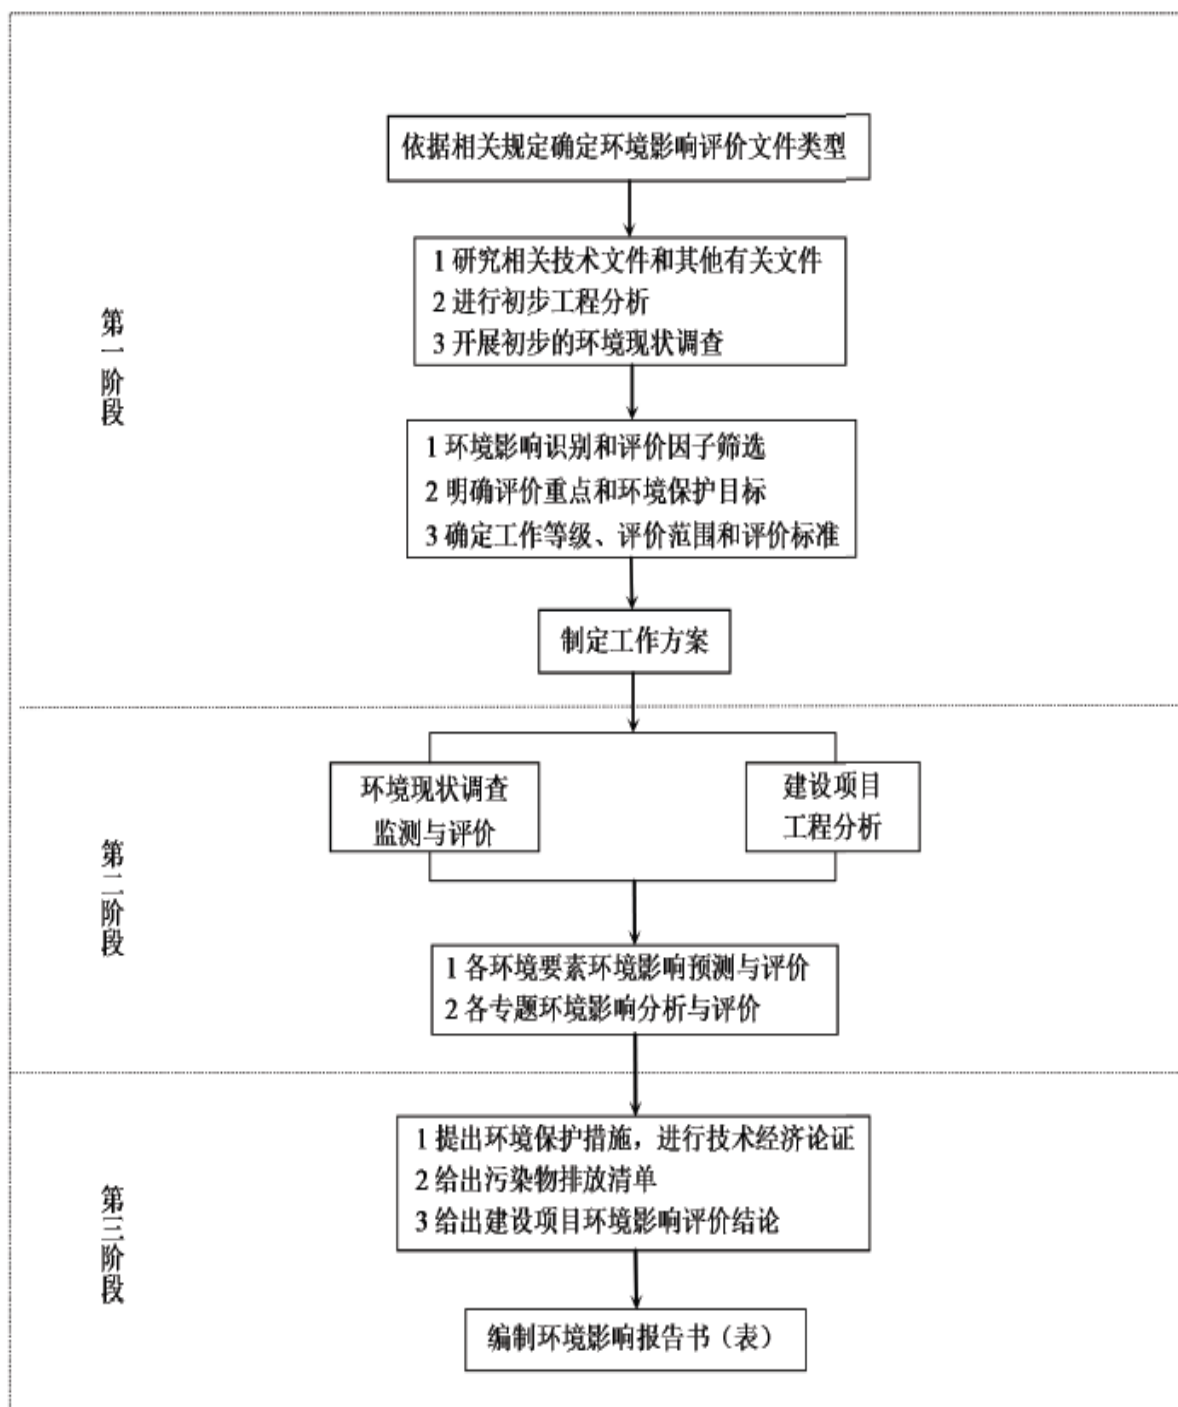 依据相关规定确定环境影响评价文件类型
1 研究相关技术文件和其他有关文件
2 进行初步工程分析
3 开展初步的环境现状调查
第一阶段
1 环境影响识别和评价因子筛选
2 明确评价重点和环境保护目标
3 确定工作等级、评价范围和评价标准
制定工作方案
环境现状调查
监测与评价
建设项目
工程分析
第二阶段
1 各环境要素环境影响预测与评价
2 各专题环境影响分析与评价
1 提出环境保护措施，进行技术经济论证
2 给出污染物排放清单
3 给出建设项目环境影响评价结论
第三阶段
编制环境影响报告书（表）